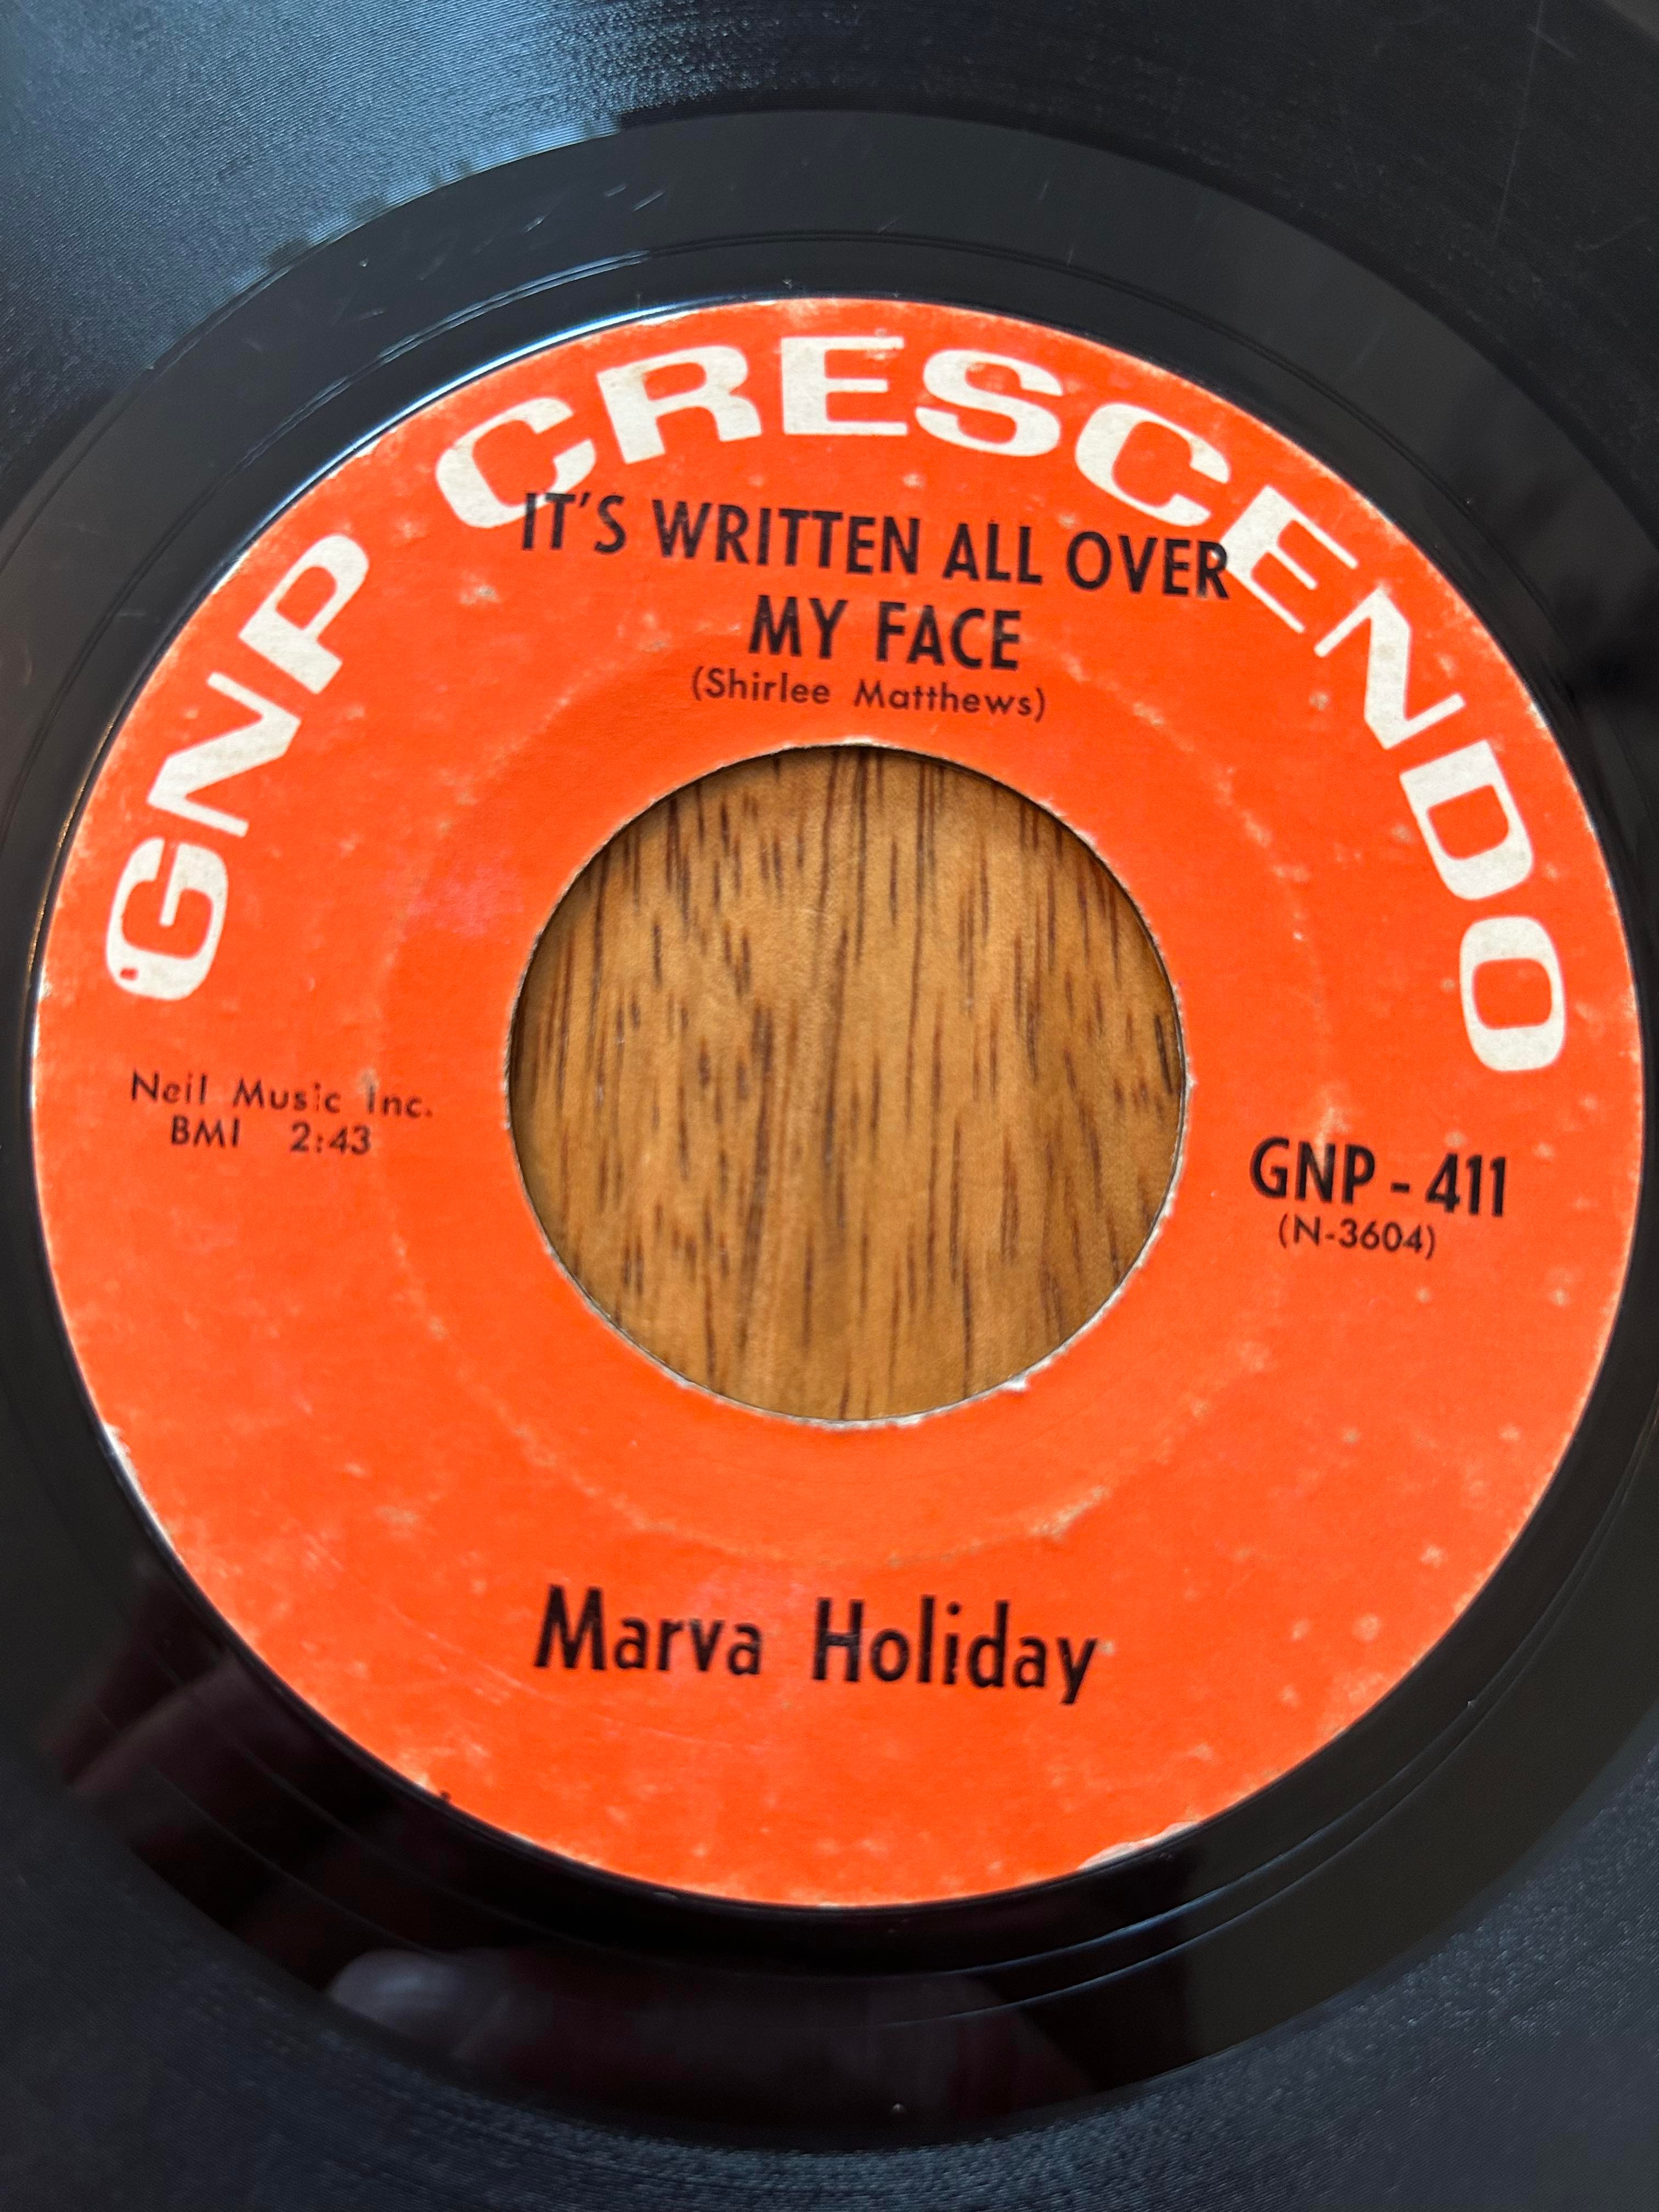 GNP CRESCENDO
IT'S WRITTEN ALL OVER
MY FACE
(Shirlee Matthews)
Neil Music Inc.
BMI 2:43
GNP - 411
(N-3604)
Marva Holiday